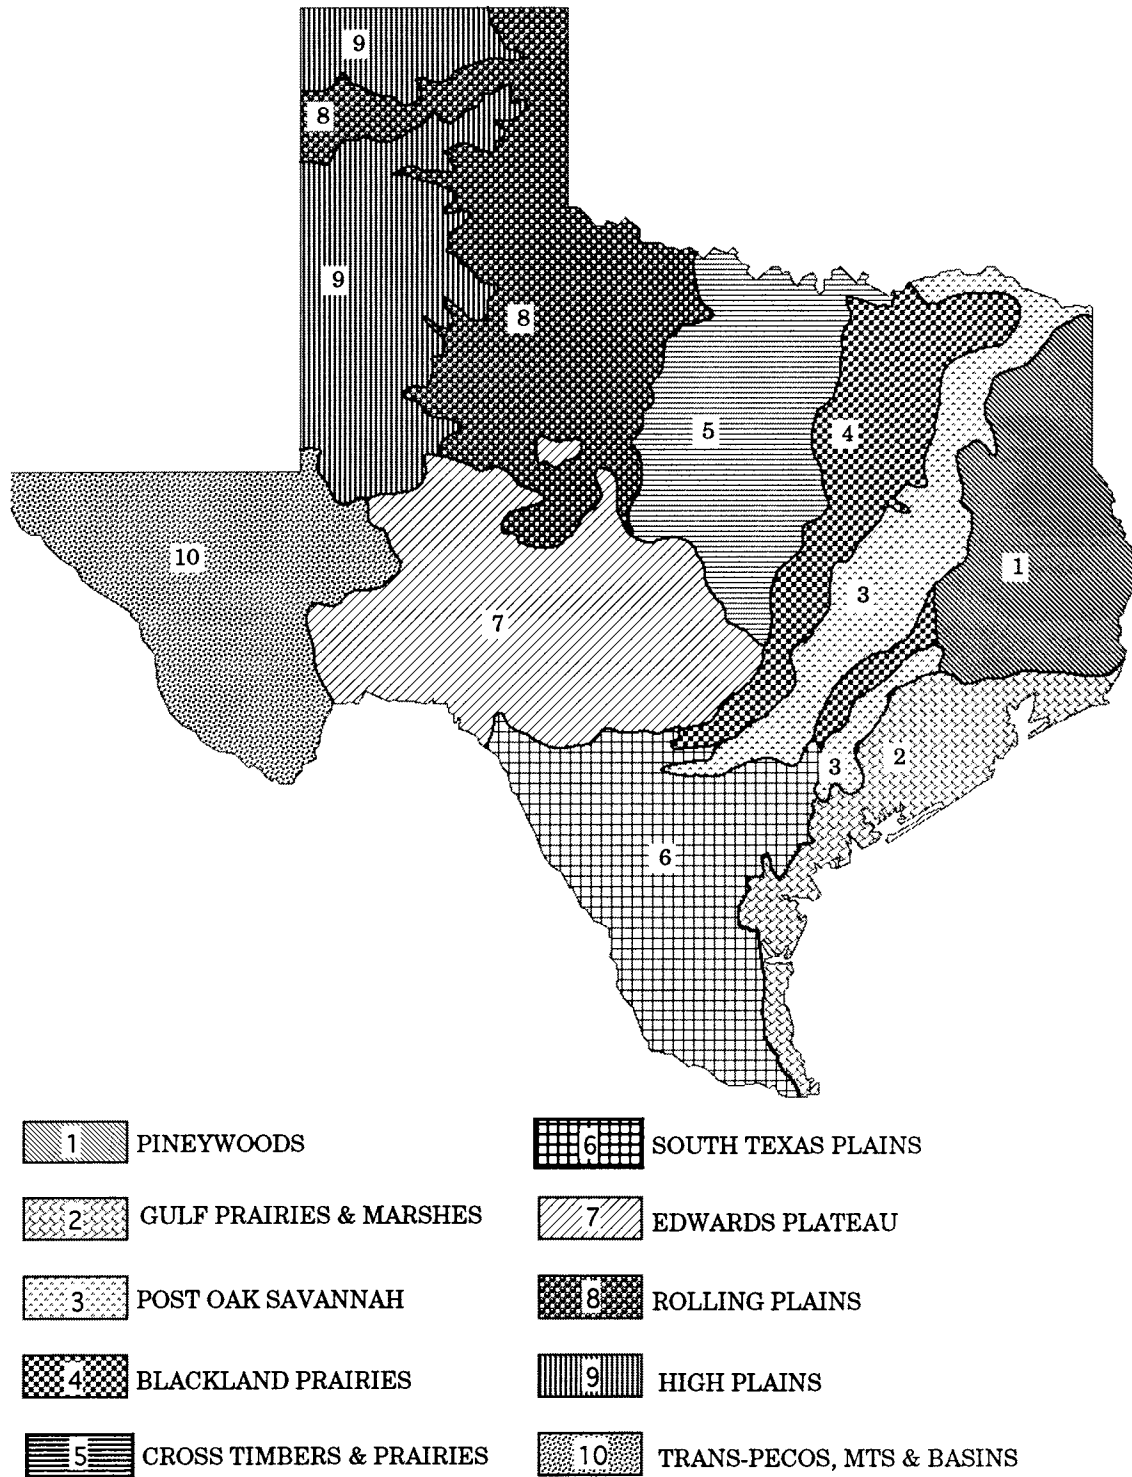 9
8
9
8
5
4
10
1
3
7
2
3
6
1 PINEYWOODS
6 SOUTH TEXAS PLAINS
2 GULF PRAIRIES & MARSHES
7 EDWARDS PLATEAU
3 POST OAK SAVANNAH
8 ROLLING PLAINS
4 BLACKLAND PRAIRIES
9 HIGH PLAINS
5 CROSS TIMBERS & PRAIRIES
10 TRANS-PECOS, MTS & BASINS